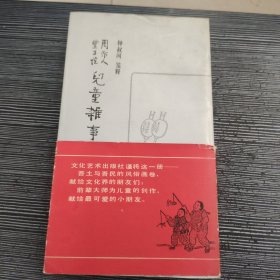 周作人
豐子愷
兒童雜事
鍾叔河 箋釋
文化艺术出版社谨将这一册——
吾土与吾民的风俗画卷,
献给文化界的朋友们;
前辈大师为儿童的创作,
献给最可爱的小朋友。